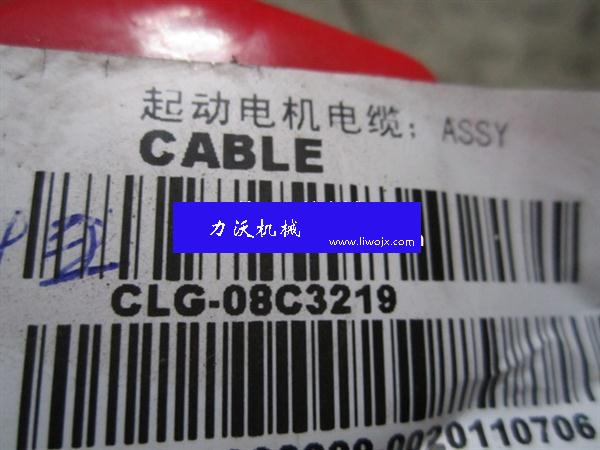 起动电机电缆; ASSY
CABLE
力沃机械
www.liwojx.com
CLG-08C3219
0020110706